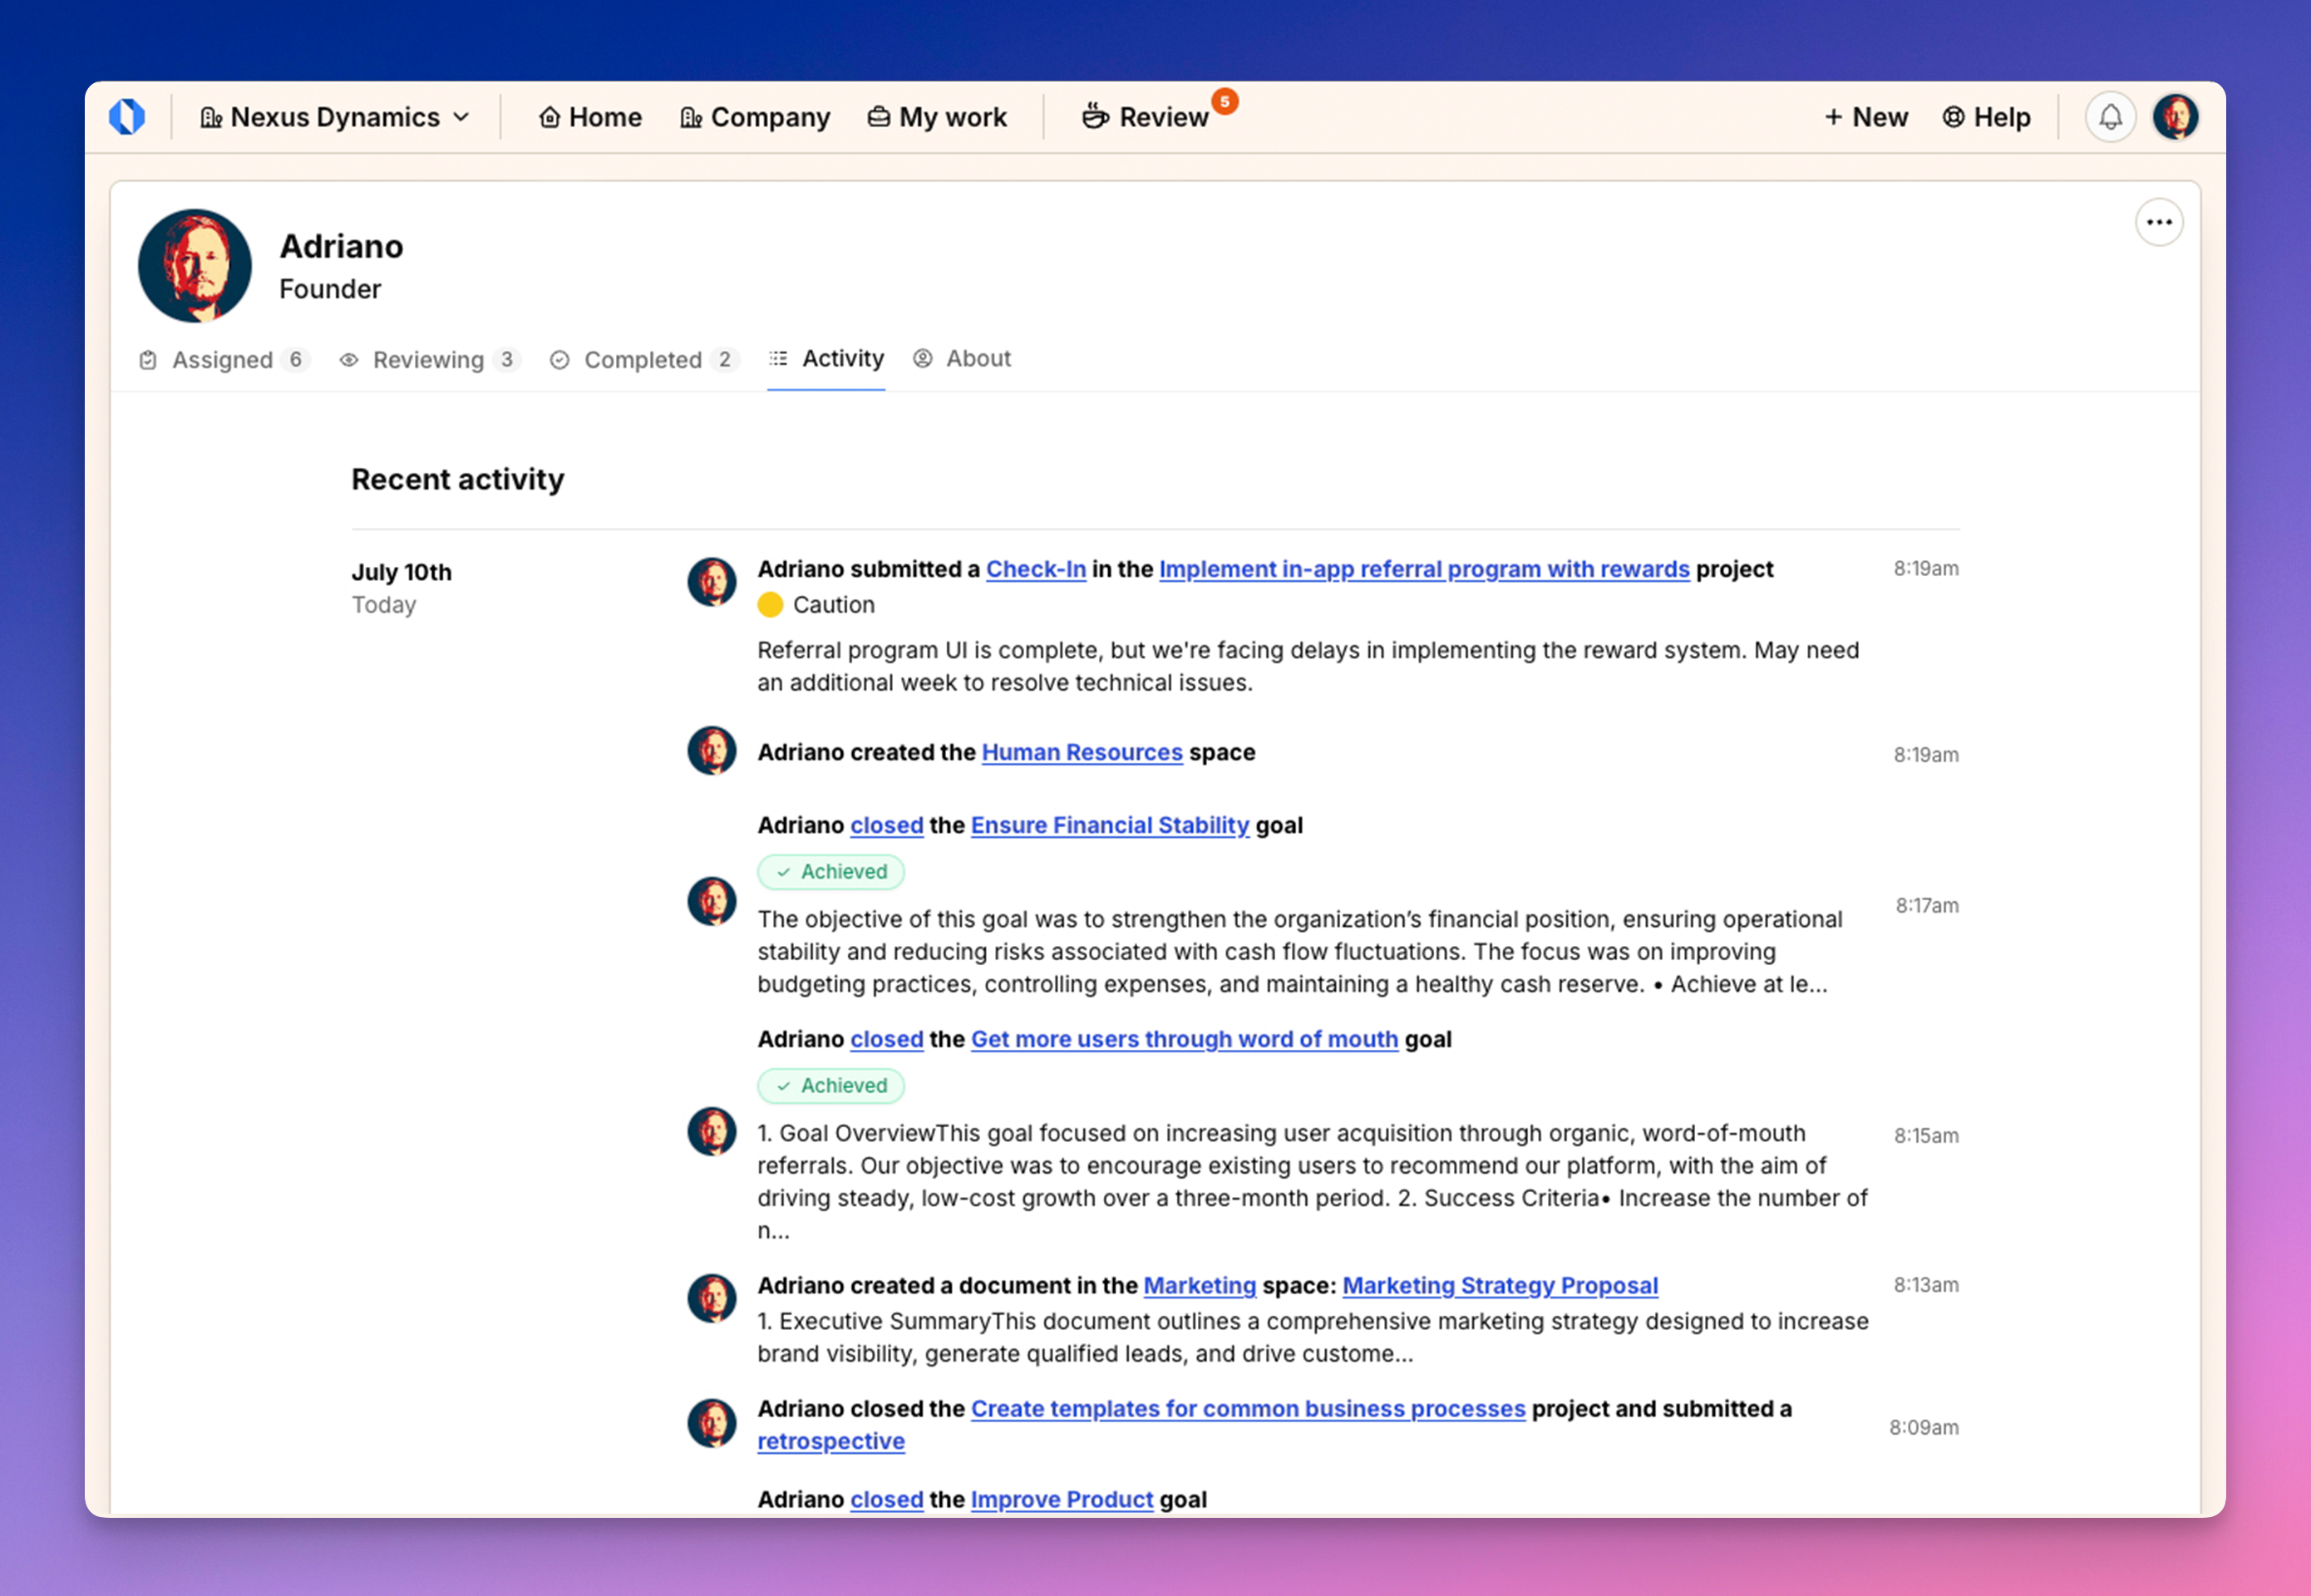 Nexus Dynamics
Home
Company
My work
Review
5
+ New
Help
Adriano
Founder
Assigned 6
Reviewing 3
Completed 2
Activity
About
Recent activity
July 10th
Today
Adriano submitted a Check-In in the Implement in-app referral program with rewards project
8:19am
Caution
Referral program UI is complete, but we're facing delays in implementing the reward system. May need
an additional week to resolve technical issues.
Adriano created the Human Resources space
8:19am
Adriano closed the Ensure Financial Stability goal
Achieved
8:17am
The objective of this goal was to strengthen the organization’s financial position, ensuring operational
stability and reducing risks associated with cash flow fluctuations. The focus was on improving
budgeting practices, controlling expenses, and maintaining a healthy cash reserve. • Achieve at le...
Adriano closed the Get more users through word of mouth goal
Achieved
8:15am
1. Goal OverviewThis goal focused on increasing user acquisition through organic, word-of-mouth
referrals. Our objective was to encourage existing users to recommend our platform, with the aim of
driving steady, low-cost growth over a three-month period. 2. Success Criteria• Increase the number of
n...
Adriano created a document in the Marketing space: Marketing Strategy Proposal
8:13am
1. Executive SummaryThis document outlines a comprehensive marketing strategy designed to increase
brand visibility, generate qualified leads, and drive custome...
Adriano closed the Create templates for common business processes project and submitted a
retrospective
8:09am
Adriano closed the Improve Product goal